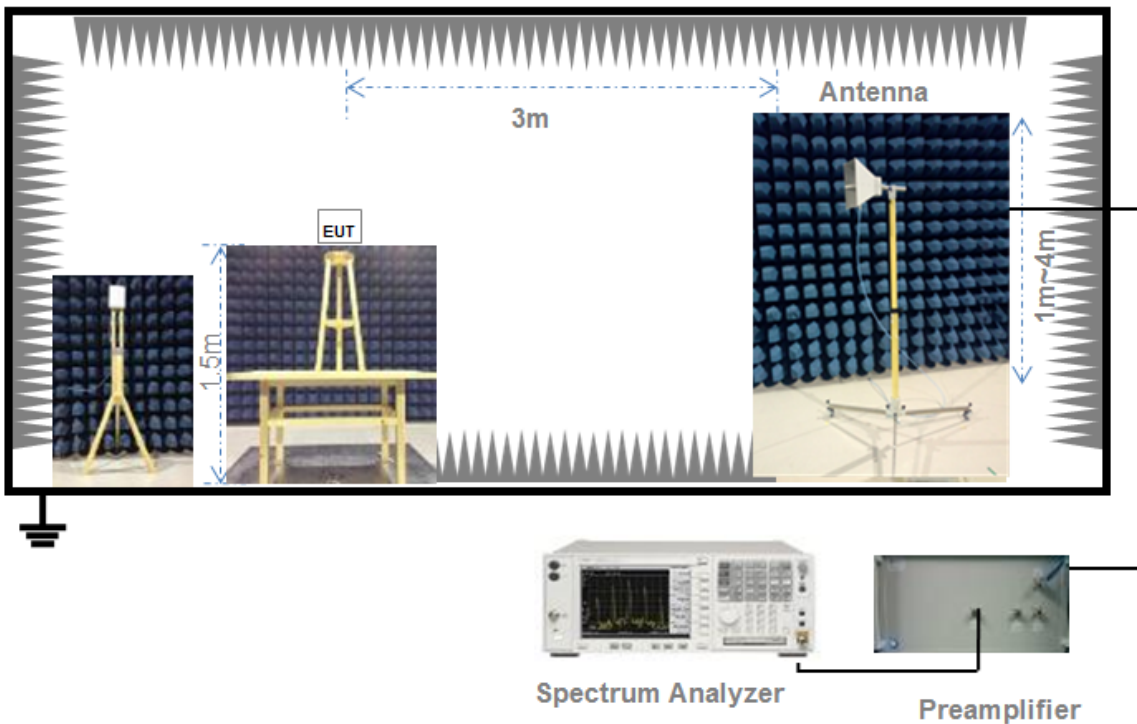 Antenna
3m
EUT
1m~4m
1.5m
Spectrum Analyzer
Preamplifier